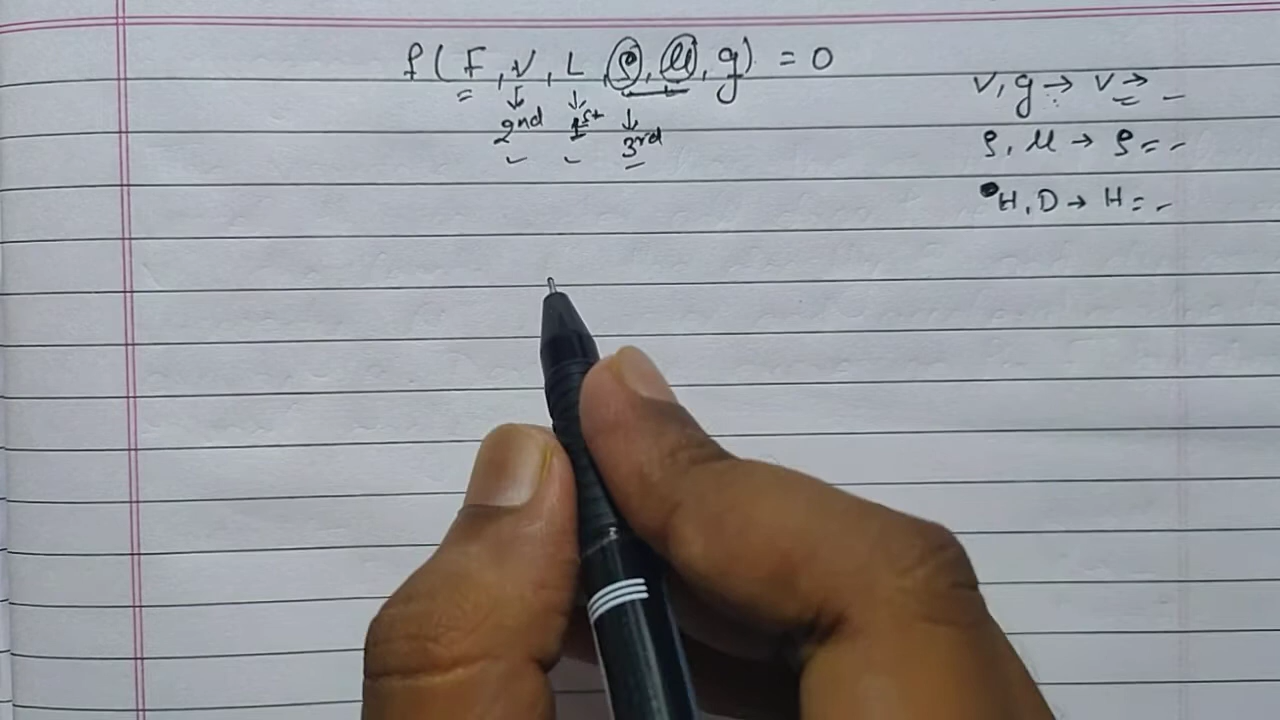 f(F, V, L, ρ, μ, g) = 0
↓ ↓ ↓
2nd 1st 3rd
V, g → V →
ρ, μ → ρ = -
H, D → H = -